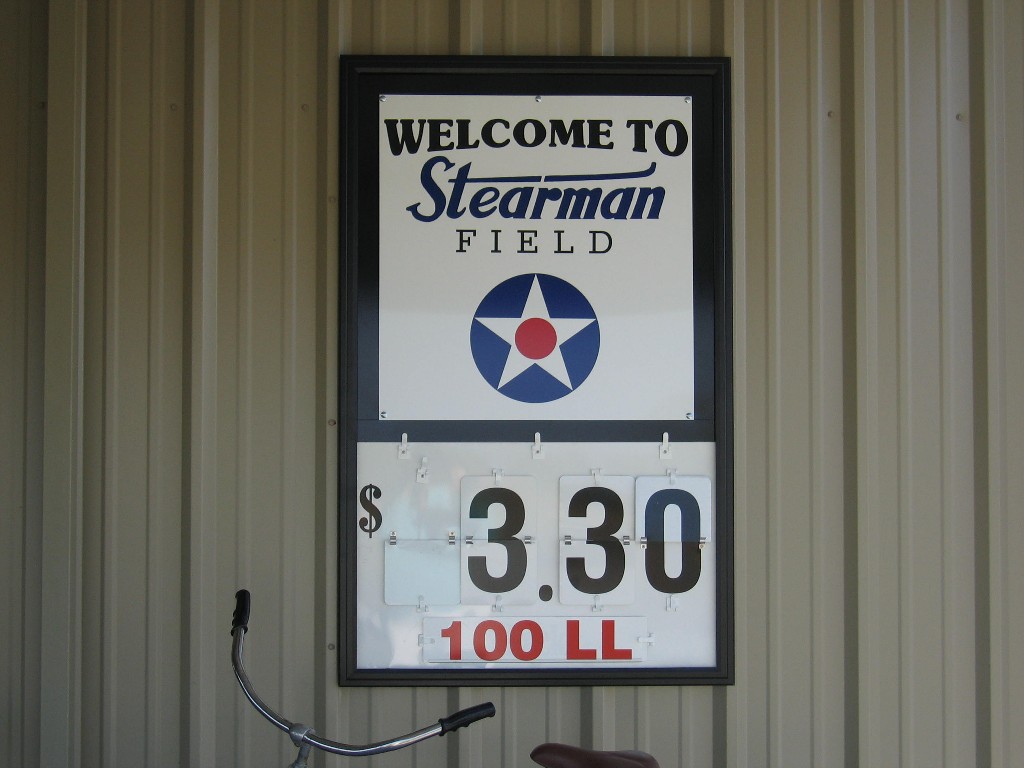 WELCOME TO
Stearman
FIELD
$ 3.30
100 LL